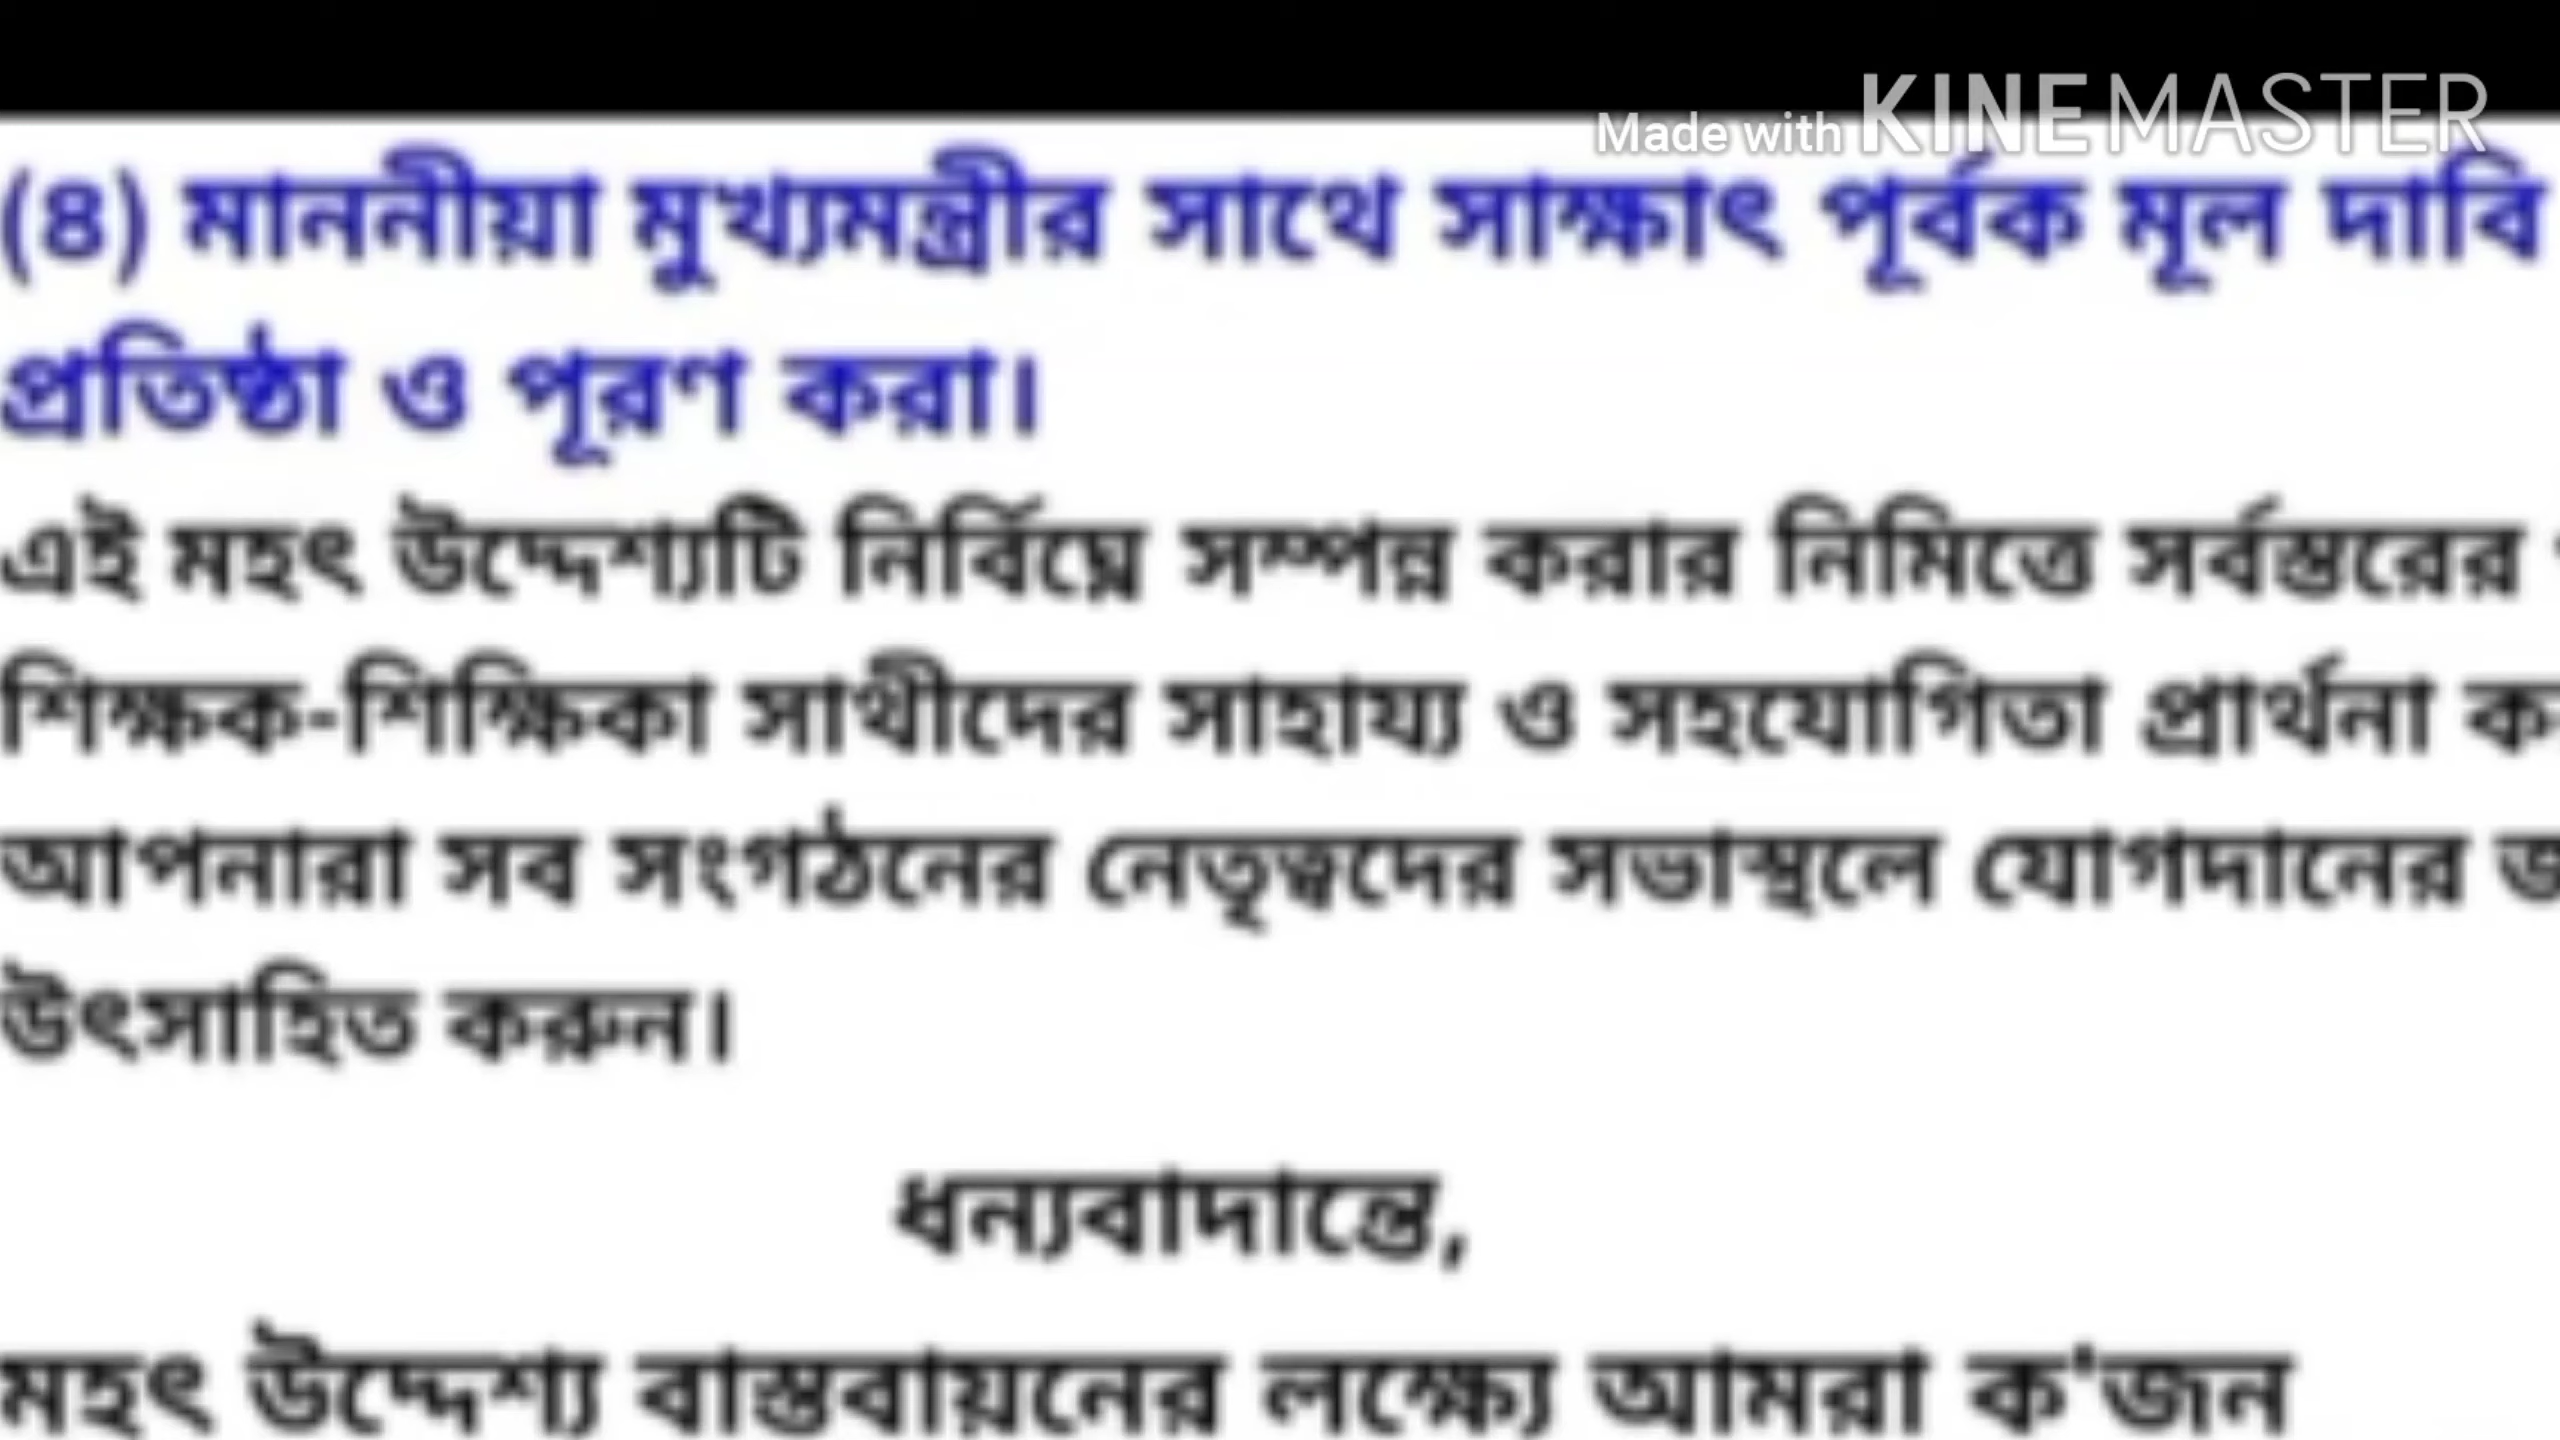 Made with KINEMASTER
(৪) মাননীয়া মুখ্যমন্ত্রীর সাথে সাক্ষাৎ পূর্বক মূল দাবি
প্রতিষ্ঠা ও পূরণ করা।
এই মহৎ উদ্দেশ্যটি নির্বিঘ্নে সম্পন্ন করার নিমিত্তে সর্বস্তরের
শিক্ষক-শিক্ষিকা সাথীদের সাহায্য ও সহযোগিতা প্রার্থনা
আপনারা সব সংগঠনের নেতৃত্বদের সভাস্থলে যোগদানের
উৎসাহিত করুন।
ধন্যবাদান্তে,
মহৎ উদ্দেশ্য বাস্তবায়নের লক্ষ্যে আমরা ক'জন